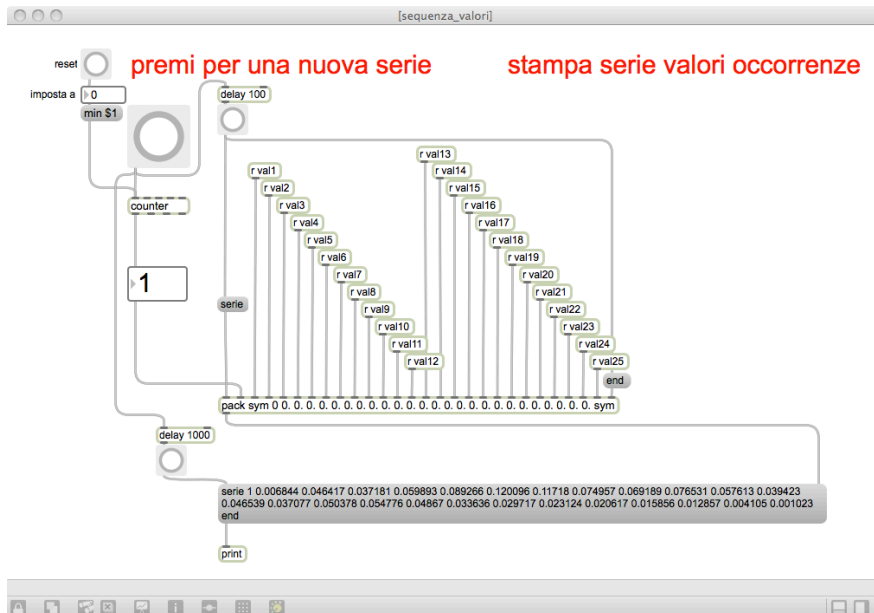 [sequenza_valori]
reset
premi per una nuova serie
stampa serie valori occorrenze
imposta a
0
delay 100
min $1
r val13
r val1
r val14
r val2
r val15
counter
r val3
r val16
r val4
r val17
r val5
r val18
r val6
r val19
r val7
r val20
1
r val8
r val21
serie
r val9
r val22
r val10
r val23
r val11
r val24
r val12
r val25
end
pack sym 0 0. 0. 0. 0. 0. 0. 0. 0. 0. 0. 0. 0. 0. 0. 0. 0. 0. 0. 0. 0. 0. 0. 0. 0. 0. sym
delay 1000
serie 1 0.006844 0.046417 0.037181 0.059893 0.089266 0.120096 0.11718 0.074957 0.069189 0.076531 0.057613 0.039423
0.046539 0.037077 0.050378 0.054776 0.04867 0.033636 0.029717 0.023124 0.020617 0.015856 0.012857 0.004105 0.001023
end
print